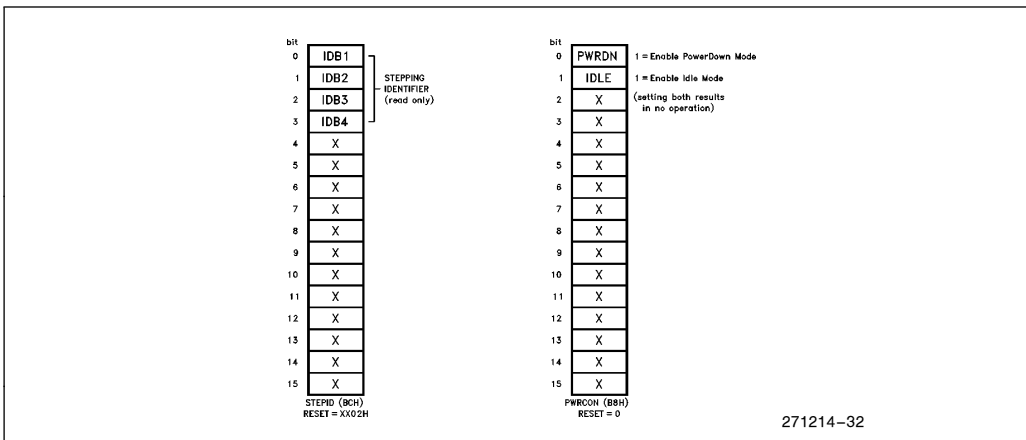 bit
0 IDB1
1 IDB2
2 IDB3
3 IDB4
4 X
5 X
6 X
7 X
8 X
9 X
10 X
11 X
12 X
13 X
14 X
15 X
STEPPING
IDENTIFIER
(read only)
STEPID (BCH)
RESET = XX02H
bit
0 PWRDN 1 = Enable PowerDown Mode
1 IDLE 1 = Enable Idle Mode
2 X (setting both results
in no operation)
3 X
4 X
5 X
6 X
7 X
8 X
9 X
10 X
11 X
12 X
13 X
14 X
15 X
PWRCON (B8H)
RESET = 0
271214–32